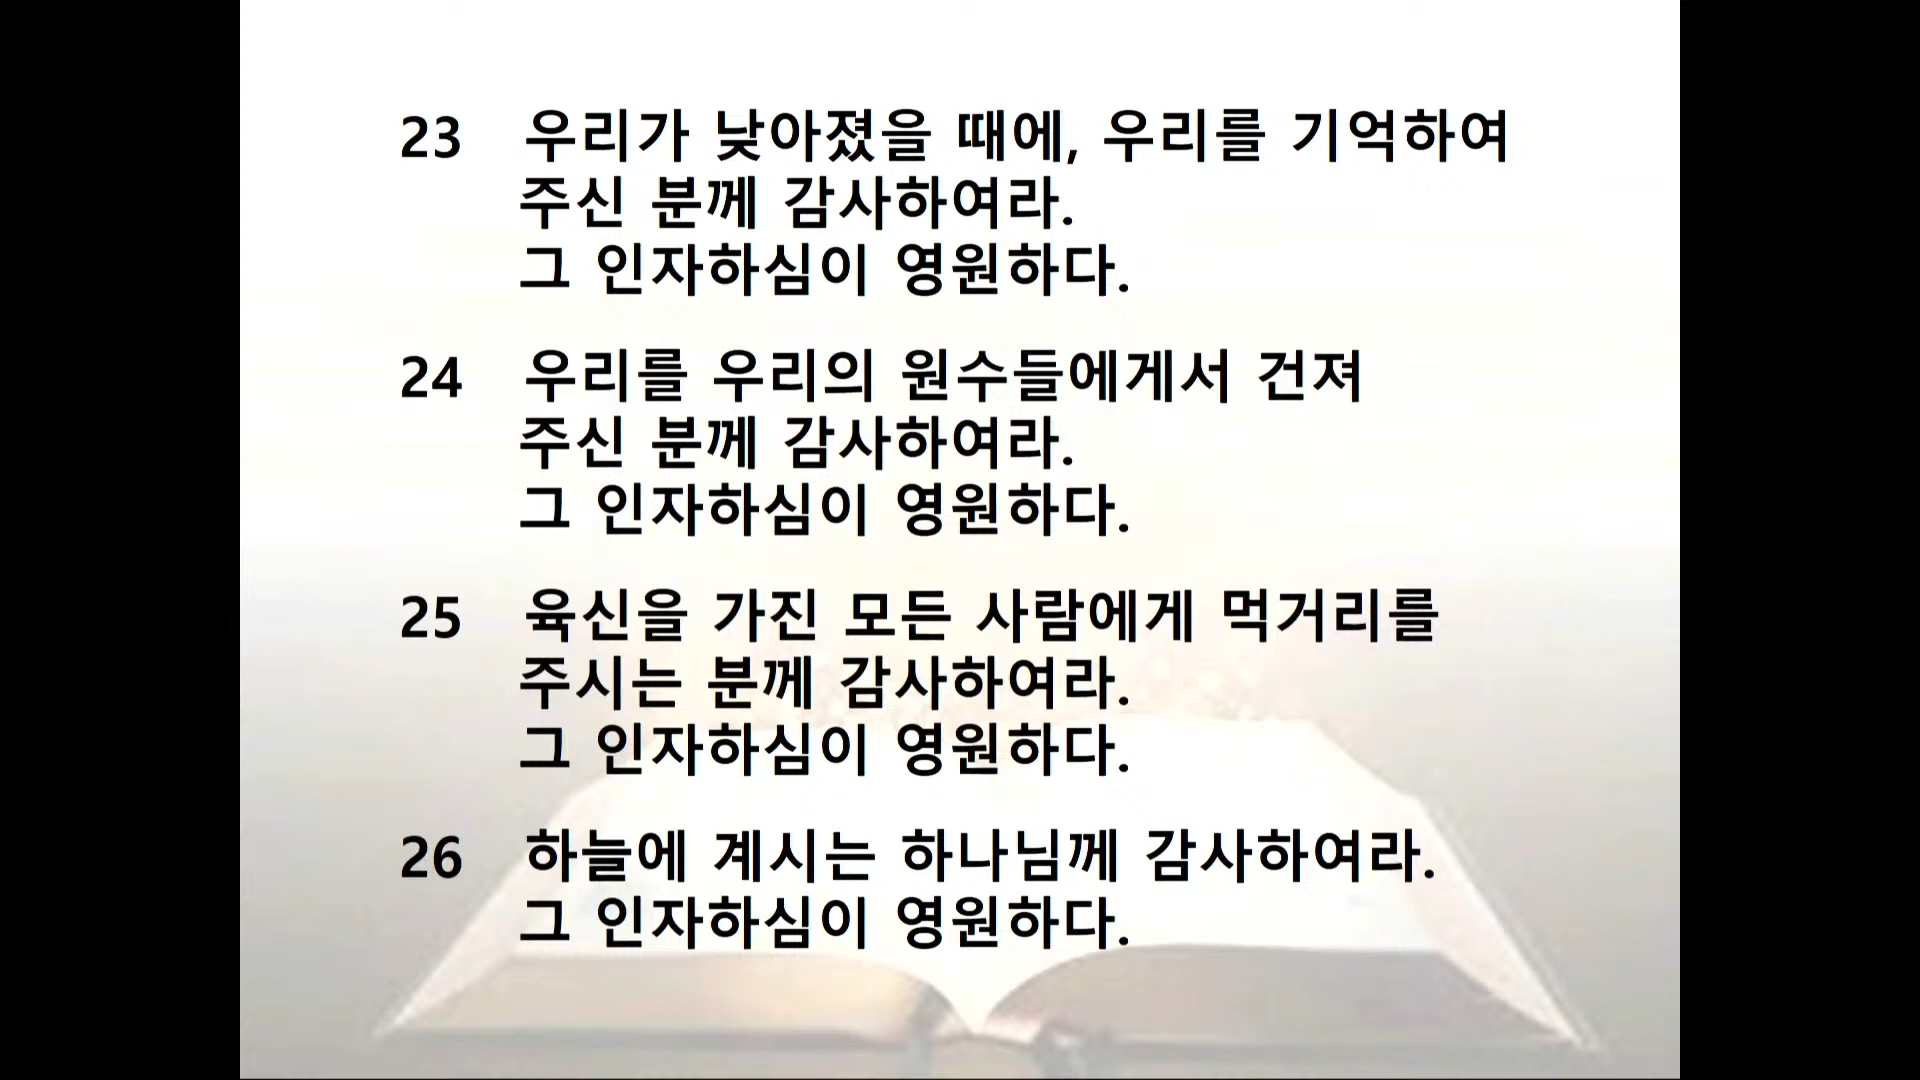 23 우리가 낮아졌을 때에, 우리를 기억하여
주신 분께 감사하여라.
그 인자하심이 영원하다.
24 우리를 우리의 원수들에게서 건져
주신 분께 감사하여라.
그 인자하심이 영원하다.
25 육신을 가진 모든 사람에게 먹거리를
주시는 분께 감사하여라.
그 인자하심이 영원하다.
26 하늘에 계시는 하나님께 감사하여라.
그 인자하심이 영원하다.